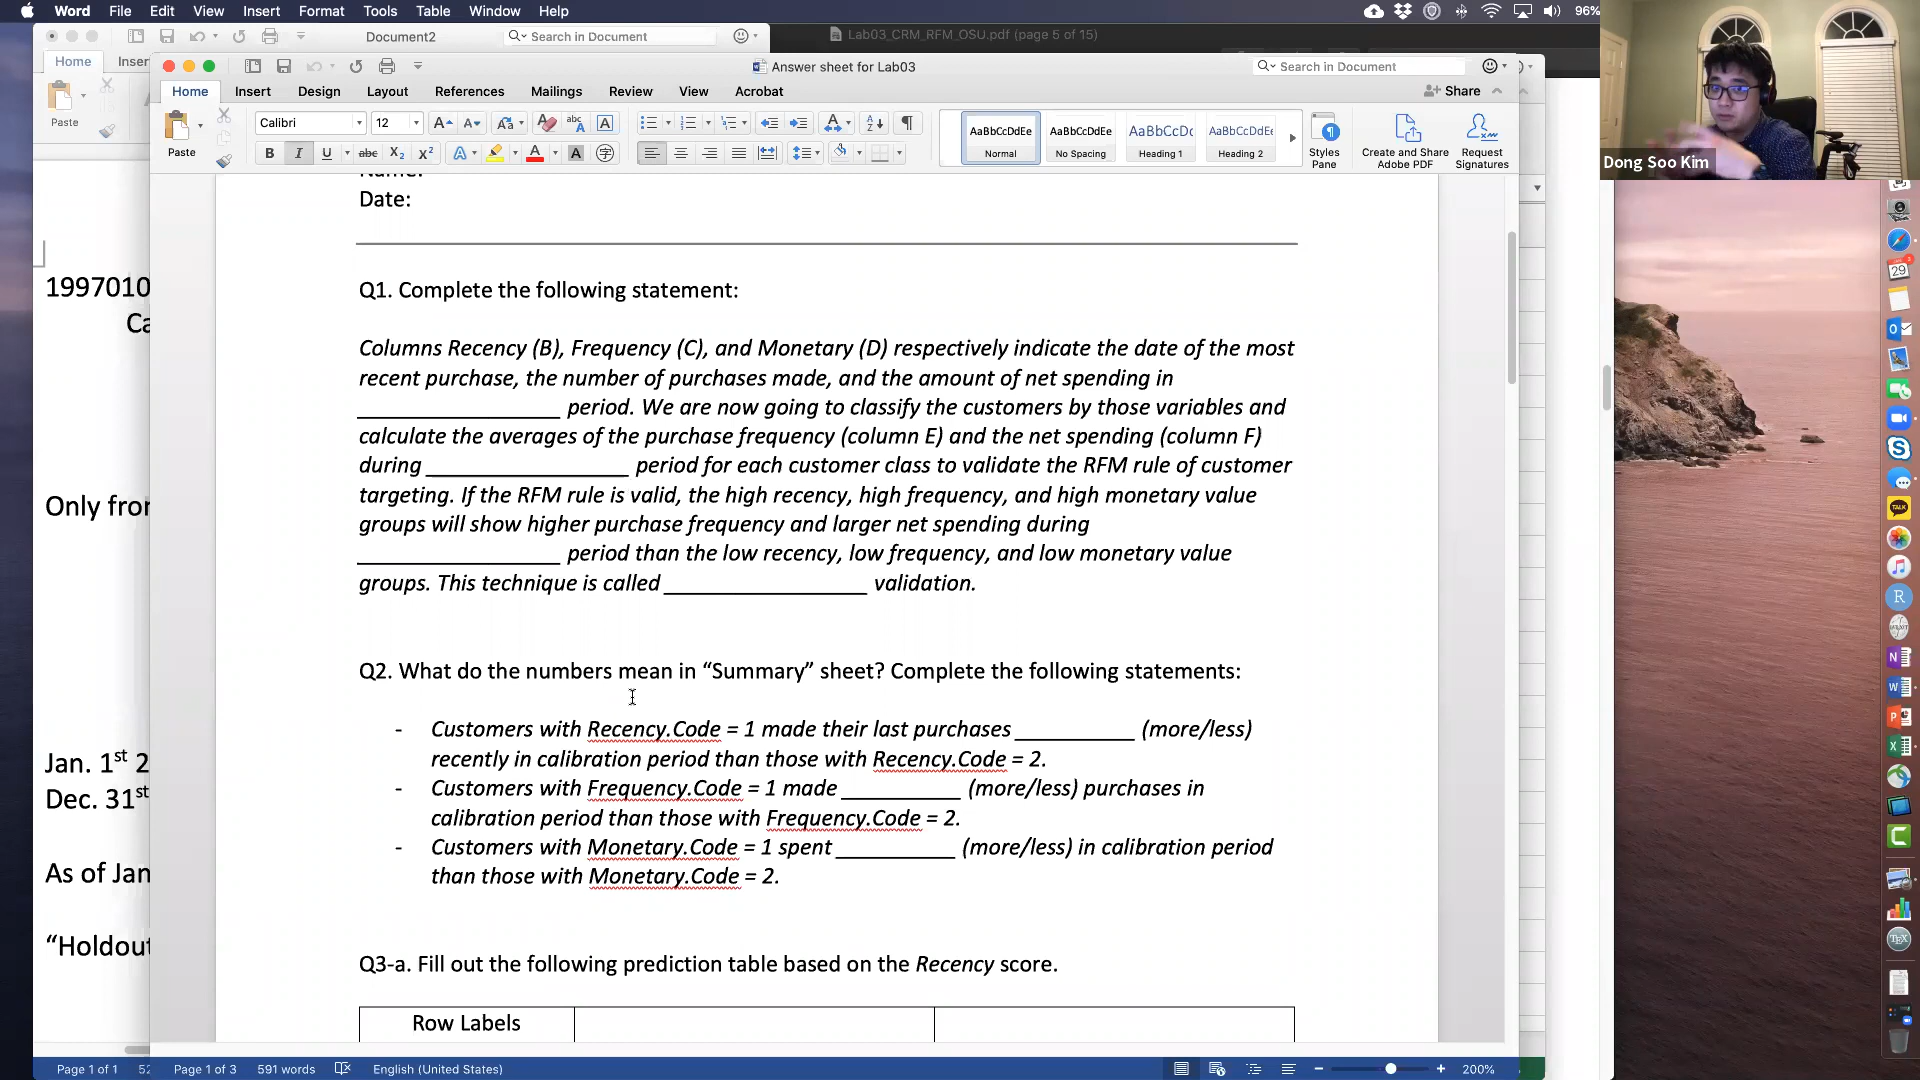 Word File Edit View Insert Format Tools Table Window Help 96%
Document2 Search in Document Lab03_CRM_RFM_OSU.pdf (page 5 of 15)
Home
Paste
Answer sheet for Lab03 Search in Document
Home Insert Design Layout References Mailings Review View Acrobat Share
Paste
Calibri 12
AaBbCcDdEe AaBbCcDdEe
Normal No Spacing Heading 1 Heading 2
Styles Pane
Create and Share Adobe PDF
Request Signatures
Dong Soo Kim
Name:
Date:
Q1. Complete the following statement:
Columns Recency (B), Frequency (C), and Monetary (D) respectively indicate the date of the most
recent purchase, the number of purchases made, and the amount of net spending in
____________________ period. We are now going to classify the customers by those variables and
calculate the averages of the purchase frequency (column E) and the net spending (column F)
during ____________________ period for each customer class to validate the RFM rule of customer
targeting. If the RFM rule is valid, the high recency, high frequency, and high monetary value
groups will show higher purchase frequency and larger net spending during
____________________ period than the low recency, low frequency, and low monetary value
groups. This technique is called ____________________ validation.
Q2. What do the numbers mean in “Summary” sheet? Complete the following statements:
- Customers with Recency.Code = 1 made their last purchases ____________ (more/less)
recently in calibration period than those with Recency.Code = 2.
- Customers with Frequency.Code = 1 made ____________ (more/less) purchases in
calibration period than those with Frequency.Code = 2.
- Customers with Monetary.Code = 1 spent ____________ (more/less) in calibration period
than those with Monetary.Code = 2.
Q3-a. Fill out the following prediction table based on the Recency score.
Row Labels
1997010
Only
Jan. 1st 2
Dec. 31st
As of Jan
“Holdout
Page 1 of 1
Page 1 of 3 591 words English (United States) 200%